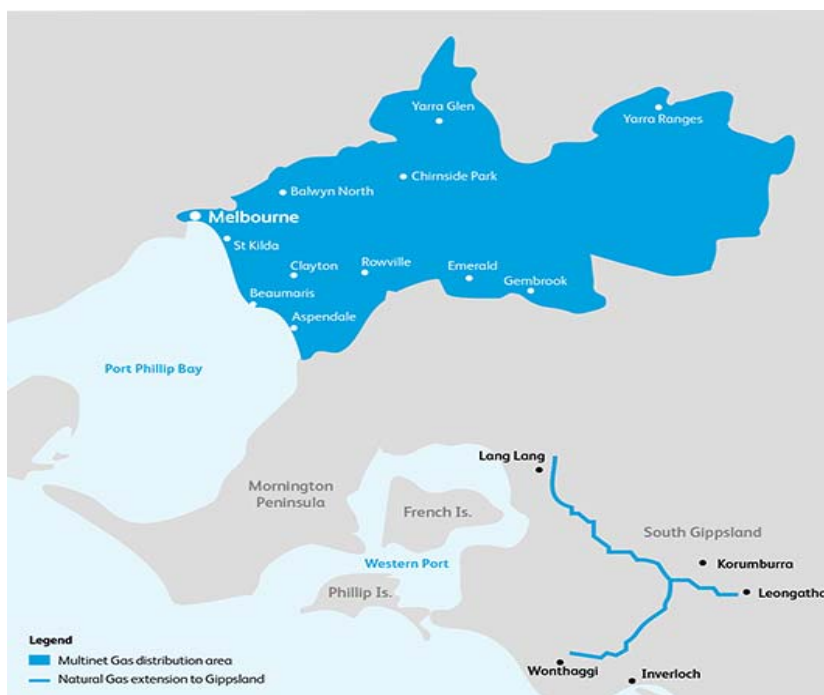 Yarra Glen
Yarra Ranges
Chirnside Park
Balwyn North
Melbourne
St Kilda
Clayton
Rowville
Emerald
Gembrook
Beaumaris
Aspendale
Port Phillip Bay
Lang Lang
Mornington
Peninsula
French Is.
South Gippsland
Western Port
Korumburra
Phillip Is.
Leongatha
Legend
Multinet Gas distribution area
Natural Gas extension to Gippsland
Wonthaggi
Inverloch